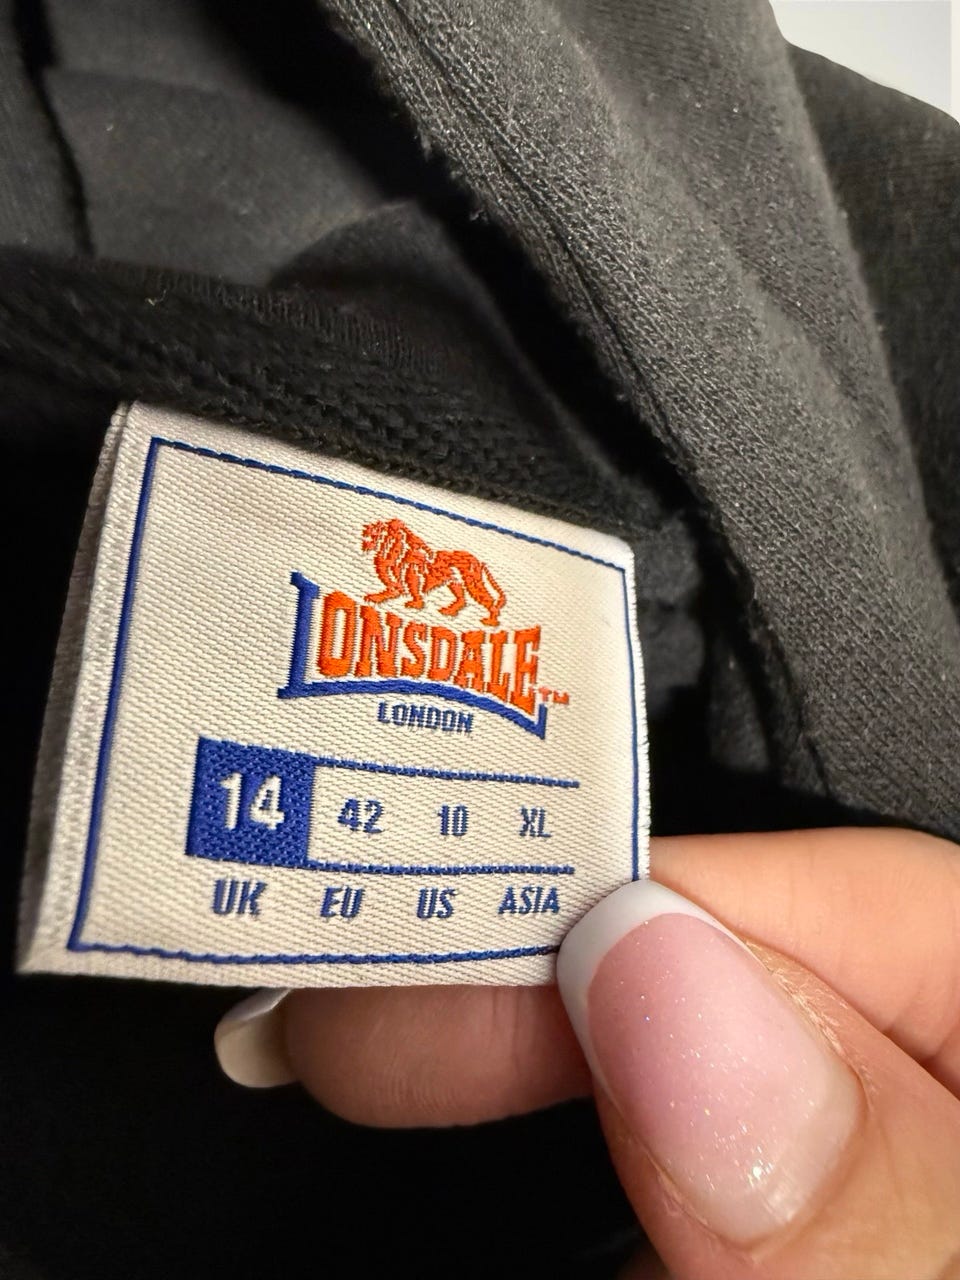 LONSDALE™
LONDON
14 42 10 XL
UK EU US ASIA